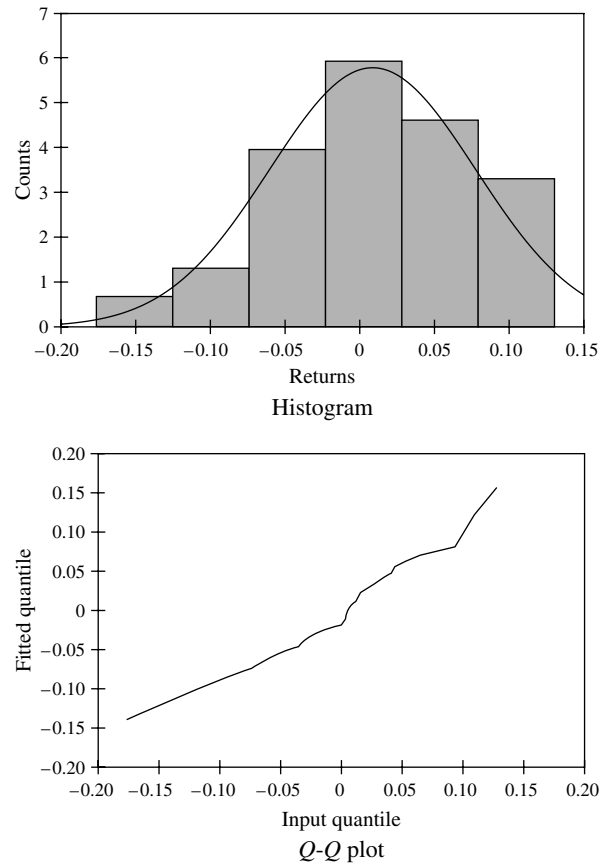 7
6
5
4
3
2
1
0
Counts
−0.20 −0.15 −0.10 −0.05 0 0.05 0.10 0.15
Returns
Histogram
0.20
0.15
0.10
0.05
0
−0.05
−0.10
−0.15
−0.20
Fitted quantile
−0.20 −0.15 −0.10 −0.05 0 0.05 0.10 0.15 0.20
Input quantile
Q-Q plot